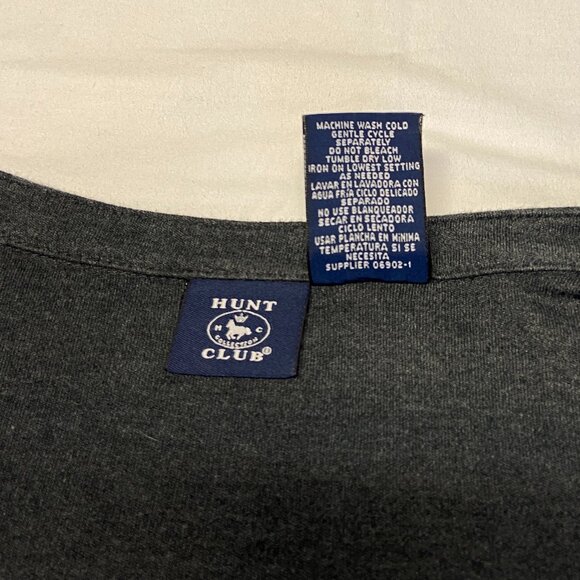 MACHINE WASH COLD
GENTLE CYCLE
SEPARATELY
DO NOT BLEACH
TUMBLE DRY LOW
IRON ON LOWEST SETTING
AS NEEDED
LAVAR EN LAVADORA CON
AGUA FRIA CICLO DELICADO
SEPARADO
NO USE BLANQUEADOR
SECAR EN SECADORA
CICLO LENTO
USAR PLANCHA EN MINIMA
TEMPERATURA SI SE
NECESITA
SUPPLIER 06902-1
HUNT
H C
COLLECTION
CLUB®